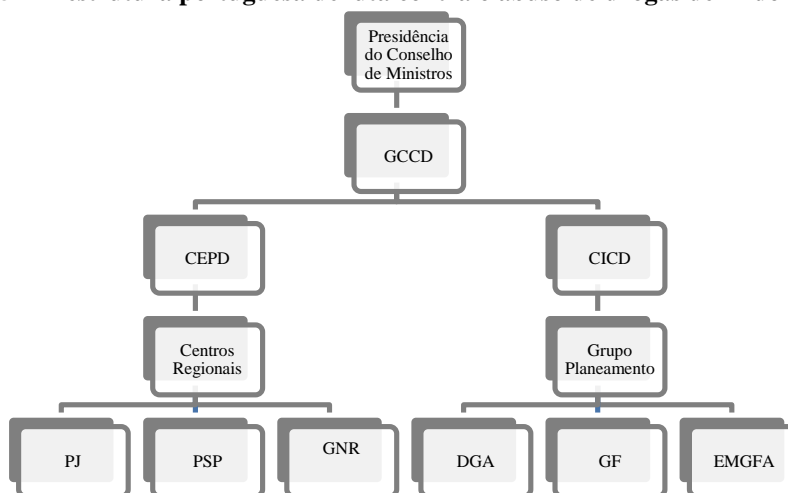 Presidência
do Conselho
de Ministros
GCCD
CEPD
CICD
Centros
Regionais
Grupo
Planeamento
PJ
PSP
GNR
DGA
GF
EMGFA